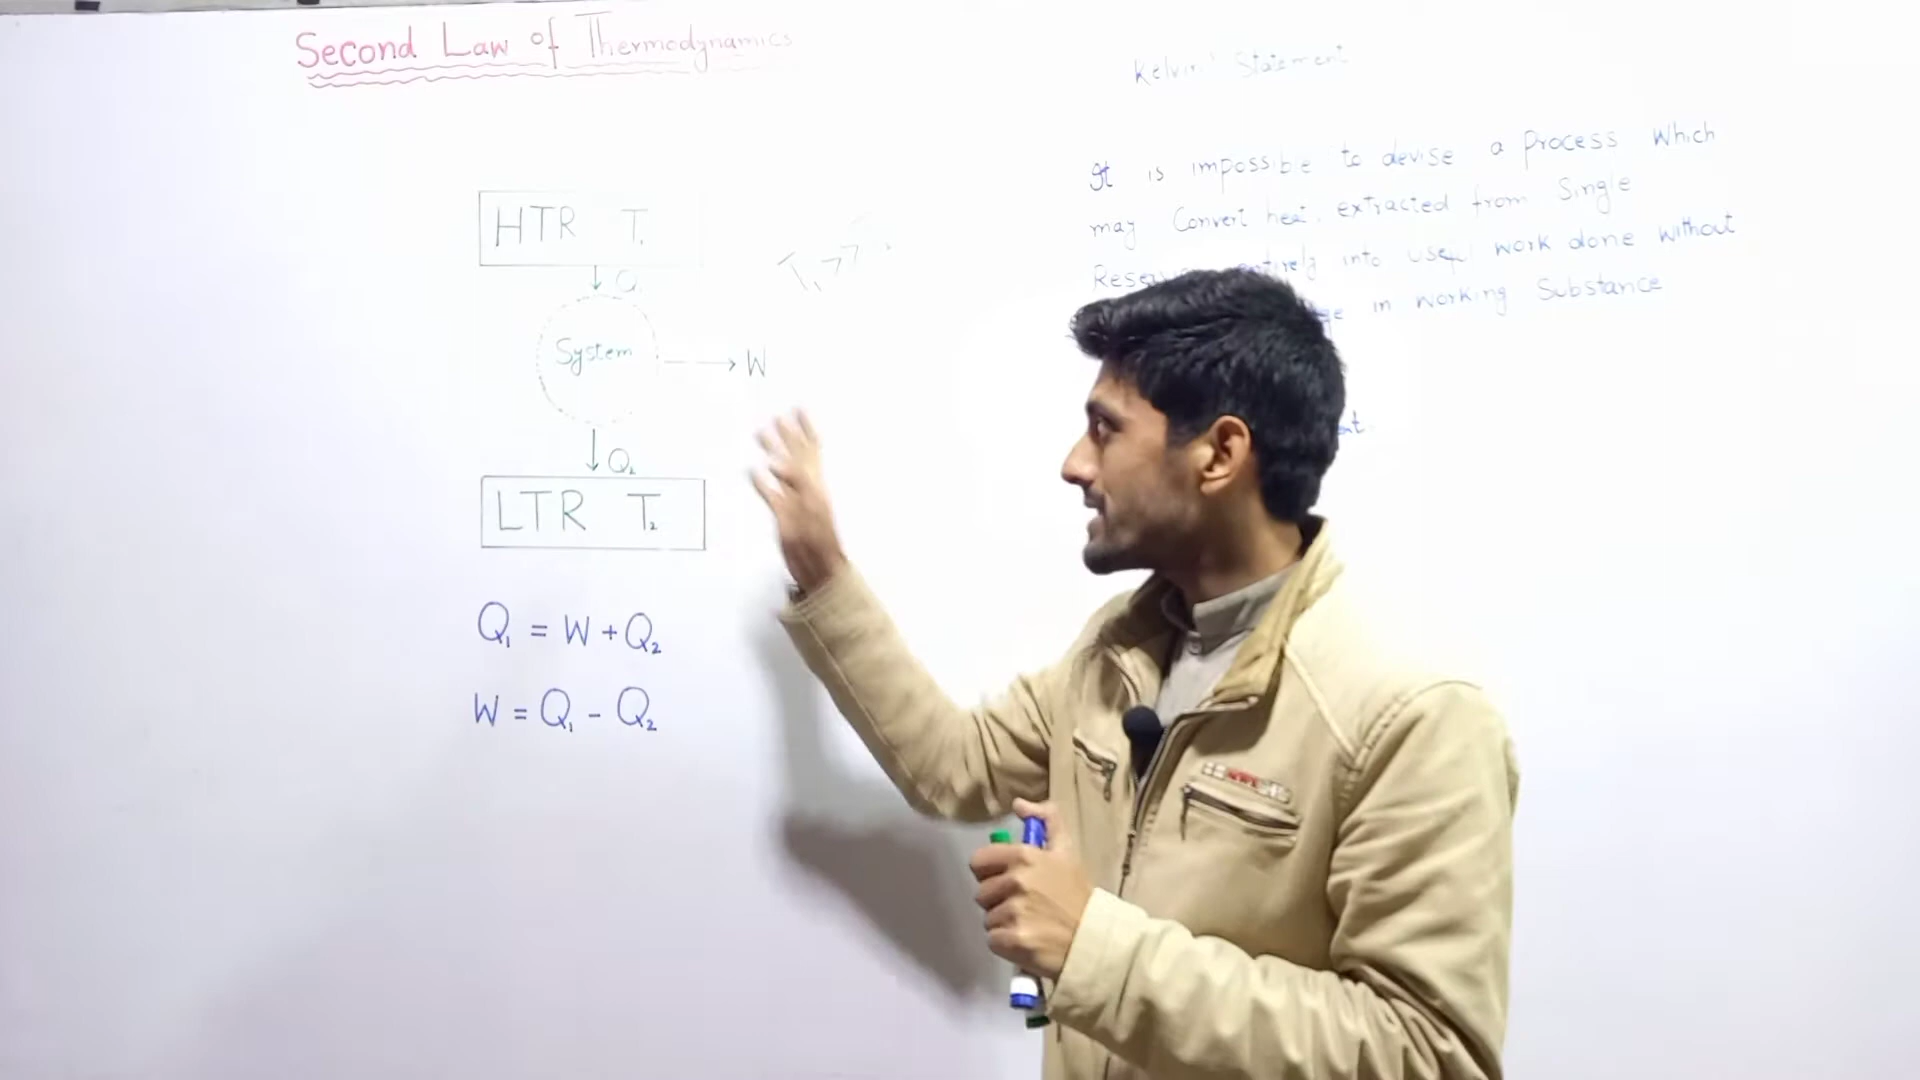 Second Law of Thermodynamics
HTR T₁
Q₁
System
W
Q₂
LTR T₂
Q₁ = W + Q₂
W = Q₁ - Q₂
T₁ >>
Kelvin's Statement
It is impossible to devise a Process Which
may Convert heat extracted from Single
entirely into useful work done without
in working Substance